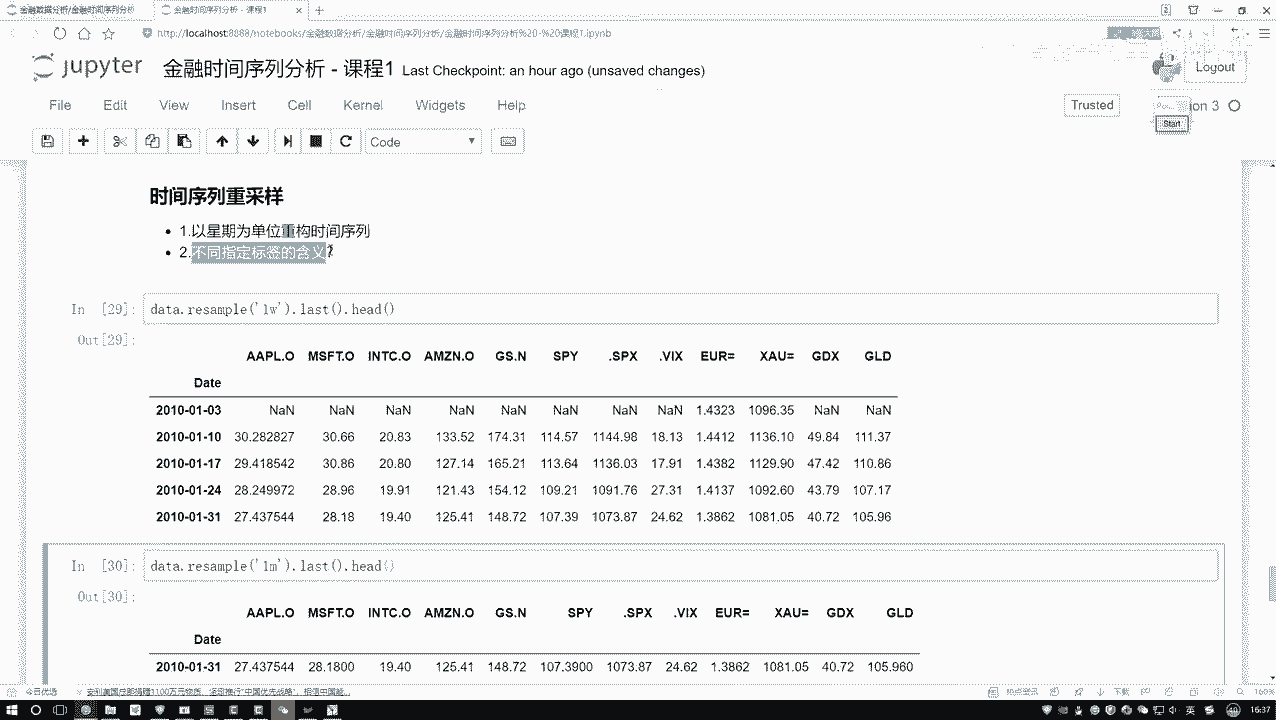 金融数据分析/金融时间序列分析 金融时间序列分析 - 课程1
http://localhost:8888/notebooks/金融数据分析/金融时间序列分析/金融时间序列分析%20-%20课程1.ipynb
jupyter 金融时间序列分析 - 课程1 Last Checkpoint: an hour ago (unsaved changes) Logout
File Edit View Insert Cell Kernel Widgets Help Trusted on 3
Start
Code
时间序列重采样
1.以星期为单位重构时间序列
2.不同指定标签的含义?
In [29]: data.resample('1w').last().head()
Out[29]:
AAPL.O MSFT.O INTC.O AMZN.O GS.N SPY .SPX .VIX EUR= XAU= GDX GLD
Date
2010-01-03 NaN NaN NaN NaN NaN NaN NaN NaN 1.4323 1096.35 NaN NaN
2010-01-10 30.282827 30.66 20.83 133.52 174.31 114.57 1144.98 18.13 1.4412 1136.10 49.84 111.37
2010-01-17 29.418542 30.86 20.80 127.14 165.21 113.64 1136.03 17.91 1.4382 1129.90 47.42 110.86
2010-01-24 28.249972 28.96 19.91 121.43 154.12 109.21 1091.76 27.31 1.4137 1092.60 43.79 107.17
2010-01-31 27.437544 28.18 19.40 125.41 148.72 107.39 1073.87 24.62 1.3862 1081.05 40.72 105.96
In [30]: data.resample('1m').last().head()
Out[30]:
AAPL.O MSFT.O INTC.O AMZN.O GS.N SPY .SPX .VIX EUR= XAU= GDX GLD
Date
2010-01-31 27.437544 28.1800 19.40 125.41 148.72 107.3900 1073.87 24.62 1.3862 1081.05 40.72 105.960
今日优选 下载 160%
英 16:37